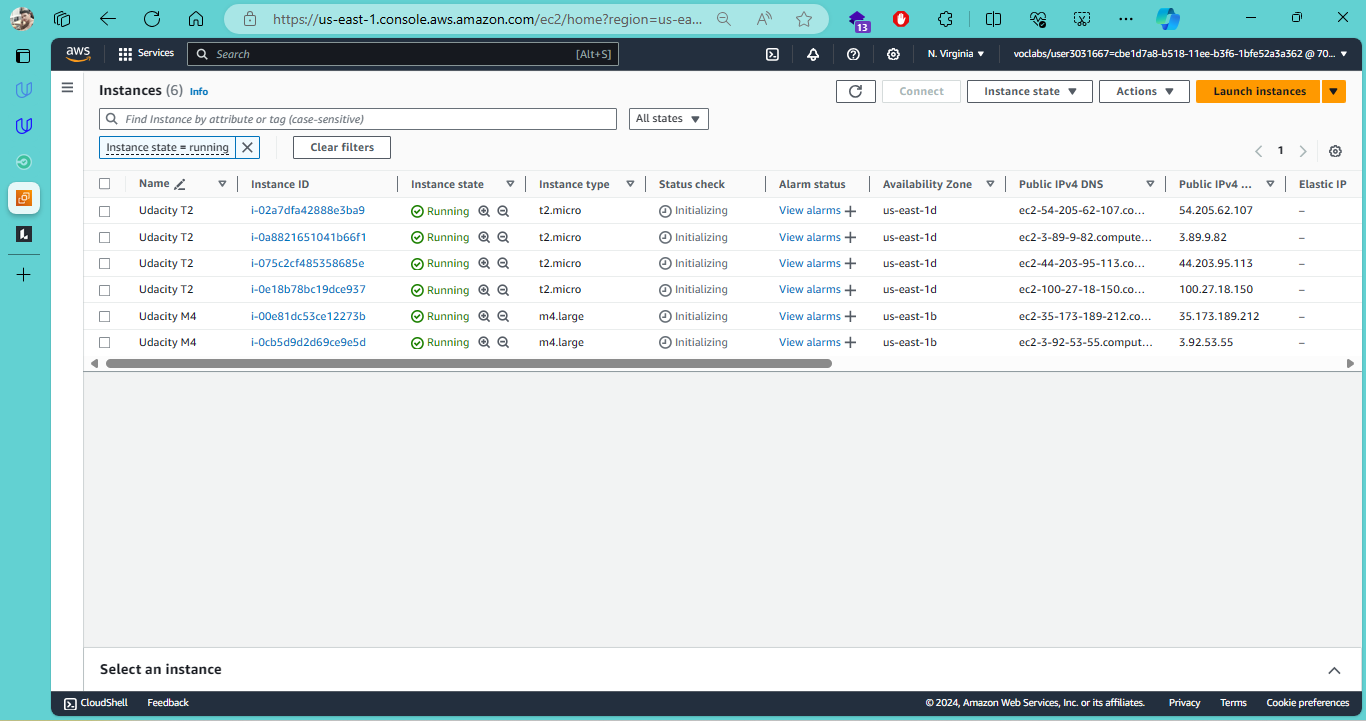 https://us-east-1.console.aws.amazon.com/ec2/home?region=us-ea...
13
aws Services Search [Alt+S] N. Virginia voclabs/user3031667=cbe1d7a8-b518-11ee-b3f6-1bfe52a3a362 @ 70...
Instances (6) Info Connect Instance state Actions Launch instances
Find Instance by attribute or tag (case-sensitive) All states
Instance state = running Clear filters 1
Name Instance ID Instance state Instance type Status check Alarm status Availability Zone Public IPv4 DNS Public IPv4 ... Elastic IP
Udacity T2 i-02a7dfa42888e3ba9 Running t2.micro Initializing View alarms + us-east-1d ec2-54-205-62-107.co... 54.205.62.107 –
Udacity T2 i-0a8821651041b66f1 Running t2.micro Initializing View alarms + us-east-1d ec2-3-89-9-82.compute... 3.89.9.82 –
Udacity T2 i-075c2cf485358685e Running t2.micro Initializing View alarms + us-east-1d ec2-44-203-95-113.co... 44.203.95.113 –
Udacity T2 i-0e18b78bc19dce937 Running t2.micro Initializing View alarms + us-east-1d ec2-100-27-18-150.co... 100.27.18.150 –
Udacity M4 i-00e81dc53ce12273b Running m4.large Initializing View alarms + us-east-1b ec2-35-173-189-212.co... 35.173.189.212 –
Udacity M4 i-0cb5d9d2d69ce9e5d Running m4.large Initializing View alarms + us-east-1b ec2-3-92-53-55.comput... 3.92.53.55 –
Select an instance
CloudShell Feedback © 2024, Amazon Web Services, Inc. or its affiliates. Privacy Terms Cookie preferences